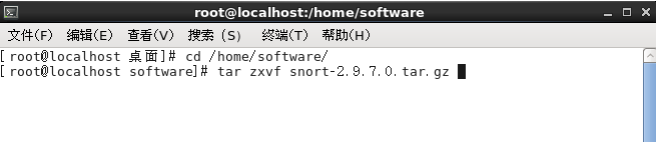 root@localhost:/home/software
文件(F) 编辑(E) 查看(V) 搜索 (S) 终端(T) 帮助(H)
[root@localhost 桌面]# cd /home/software/
[root@localhost software]# tar zxvf snort-2.9.7.0.tar.gz